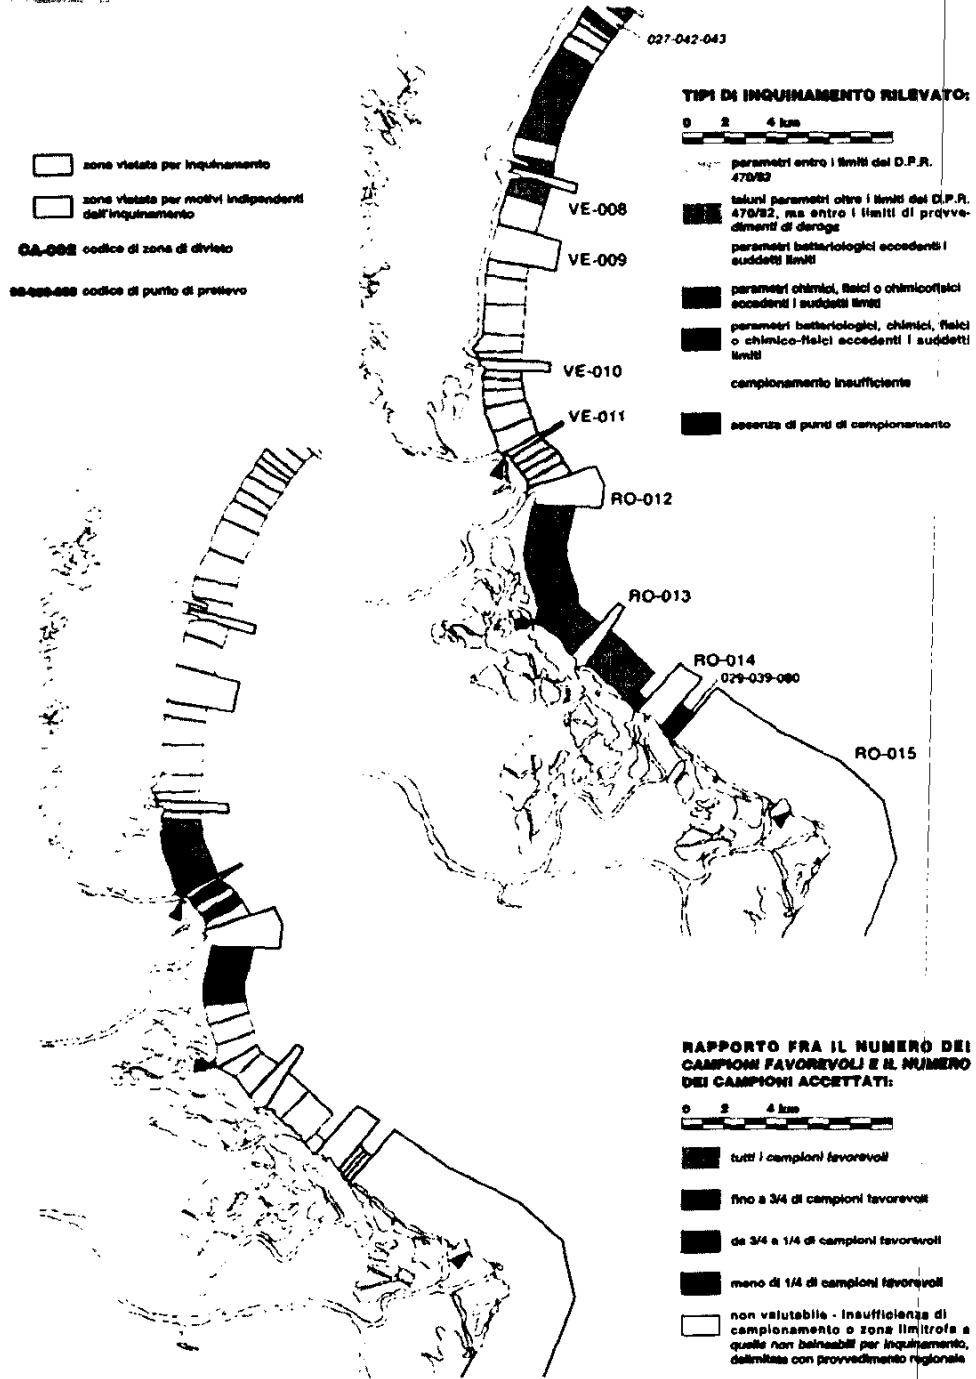 027-042-043
TIPI DI INQUINAMENTO RILEVATO:
0 2 4 km
parametri entro i limiti del D.P.R.
470/82
taluni parametri oltre i limiti del D.P.R.
470/82, ma entro i limiti di provve-
dimenti di deroga
parametri batteriologici eccedenti i
suddetti limiti
parametri chimici, fisici o chimicofisici
eccedenti i suddetti limiti
parametri batteriologici, chimici, fisici
o chimico-fisici eccedenti i suddetti
limiti
campionamento insufficiente
assenza di punti di campionamento
zona vietata per inquinamento
zona vietata per motivi indipendenti
dall'inquinamento
CA-002 codice di zona di divieto
codice di punto di prelievo
VE-008
VE-009
VE-010
VE-011
RO-012
RO-013
RO-014
029-039-080
RO-015
RAPPORTO FRA IL NUMERO DEI
CAMPIONI FAVOREVOLI E IL NUMERO
DEI CAMPIONI ACCETTATI:
0 2 4 km
tutti i campioni favorevoli
fino a 3/4 di campioni favorevoli
da 3/4 a 1/4 di campioni favorevoli
meno di 1/4 di campioni favorevoli
non valutabile - insufficienza di
campionamento o zona limitrofa a
quelle non balneabili per inquinamento,
delimitate con provvedimento regionale